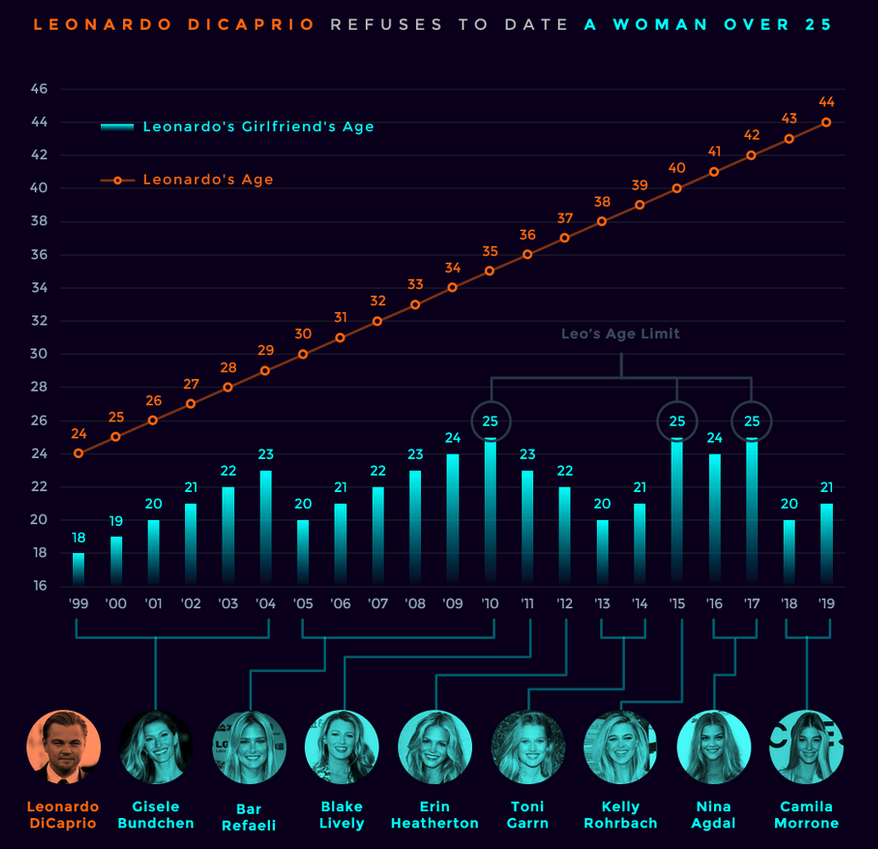 LEONARDO DICAPRIO REFUSES TO DATE A WOMAN OVER 25
46
44
42
40
38
36
34
32
30
28
26
24
22
20
18
16
Leonardo's Girlfriend's Age
Leonardo's Age
24 25 26 27 28 29 30 31 32 33 34 35 36 37 38 39 40 41 42 43 44
Leo's Age Limit
18 19 20 21 22 23 20 21 22 23 24 25 23 22 20 21 25 24 25 20 21
'99 '00 '01 '02 '03 '04 '05 '06 '07 '08 '09 '10 '11 '12 '13 '14 '15 '16 '17 '18 '19
LG
Leonardo
DiCaprio
Gisele
Bundchen
Bar
Refaeli
Blake
Lively
Erin
Heatherton
Toni
Garrn
Kelly
Rohrbach
Nina
Agdal
Camila
Morrone